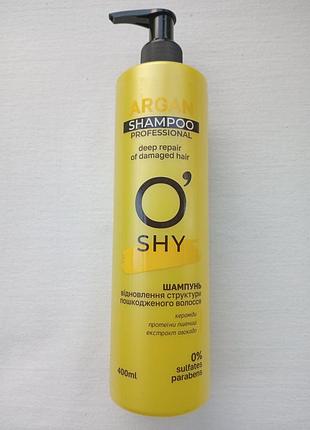 ARGAN
SHAMPOO
PROFESSIONAL
deep repair
of damaged hair
O'
SHY
ШАМПУНЬ
відновлення структури
пошкодженого волосся
кераміди
протеїни пшениці
екстракт авокадо
0%
sulfates
parabens
400ml